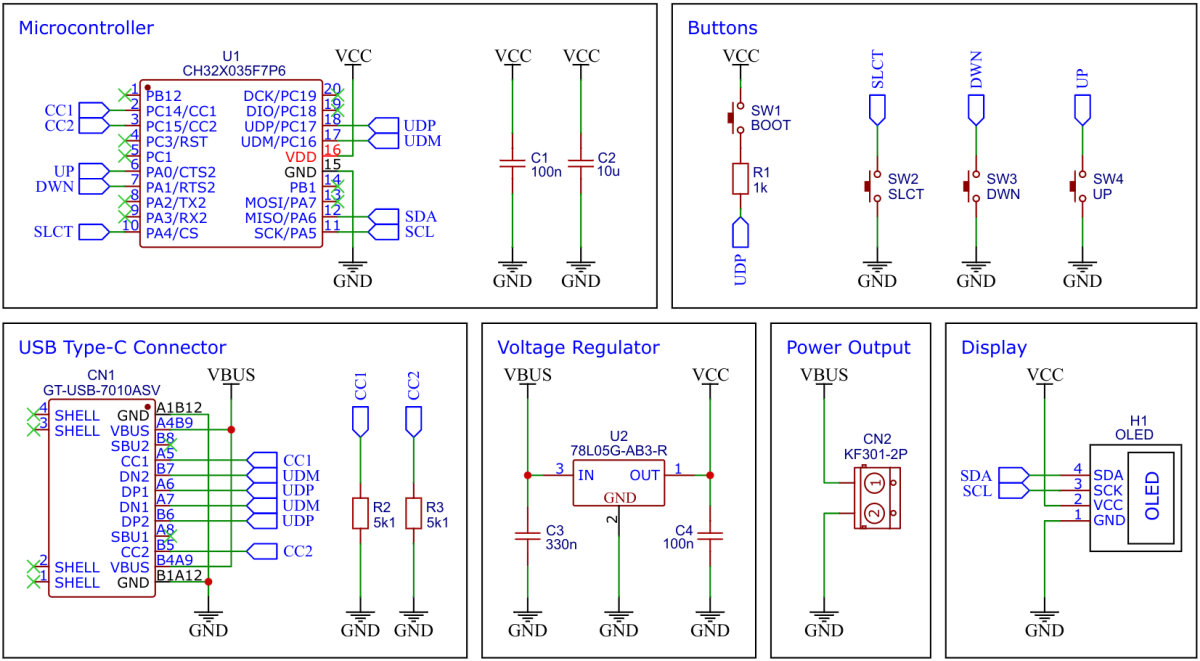 Microcontroller
U1
CH32X035F7P6
VCC
VCC
VCC
1 PB12 DCK/PC19 20
CC1 2 PC14/CC1 DIO/PC18 19
CC2 3 PC15/CC2 UDP/PC17 18 UDP
4 PC3/RST UDM/PC16 17 UDM
5 PC1 VDD 16
UP 6 PA0/CTS2 GND 15
DWN 7 PA1/RTS2 PB1 14
8 PA2/TX2 MOSI/PA7 13
9 PA3/RX2 MISO/PA6 12 SDA
SLCT 10 PA4/CS SCK/PA5 11 SCL
C1
100n
C2
10u
GND
GND
GND
Buttons
VCC
SLCT
DWN
UP
SW1
BOOT
R1
1k
UDP
SW2
SLCT
SW3
DWN
SW4
UP
GND
GND
GND
USB Type-C Connector
CN1
GT-USB-7010ASV
VBUS
4 SHELL GND A1B12
3 SHELL VBUS A4B9
SBU2 B8
CC1 A5 CC1
DN2 B7 UDM
DP1 A6 UDP
DN1 A7 UDM
DP2 B6 UDP
SBU1 A8
CC2 B5 CC2
2 SHELL VBUS B4A9
1 SHELL GND B1A12
GND
CC1
CC2
R2
5k1
R3
5k1
GND
GND
Voltage Regulator
VBUS
VCC
U2
78L05G-AB3-R
3 IN OUT 1
GND
2
C3
330n
C4
100n
GND
GND
GND
Power Output
VBUS
CN2
KF301-2P
1
2
GND
Display
VCC
H1
OLED
SDA 4 SDA
SCL 3 SCK
2 VCC
1 GND
OLED
GND